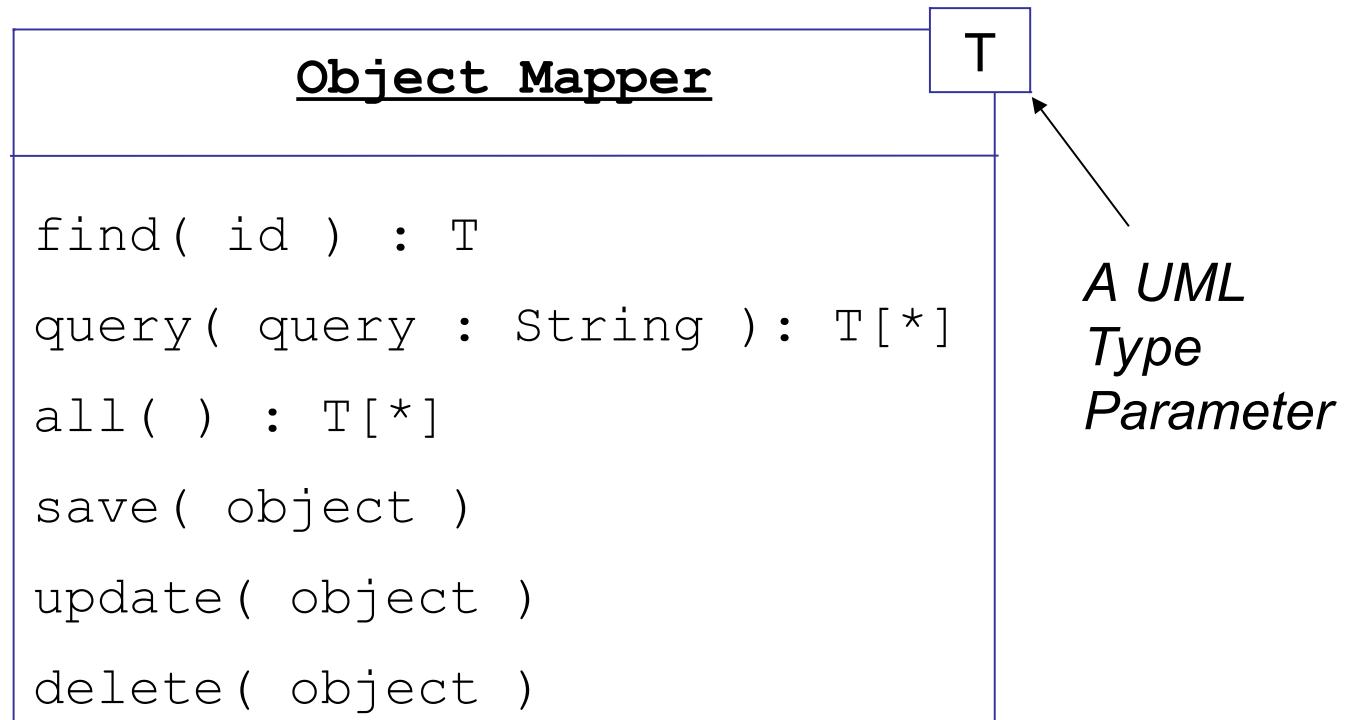 T
Object Mapper
find( id ) : T
query( query : String ): T[*]
all( ) : T[*]
save( object )
update( object )
delete( object )
A UML
Type
Parameter